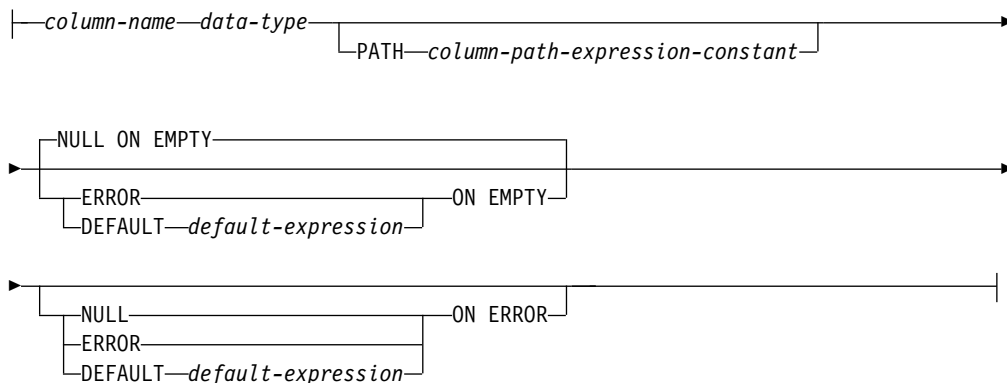 column-name data-type
PATH column-path-expression-constant
NULL ON EMPTY
ERROR ON EMPTY
DEFAULT default-expression
NULL ON ERROR
ERROR
DEFAULT default-expression